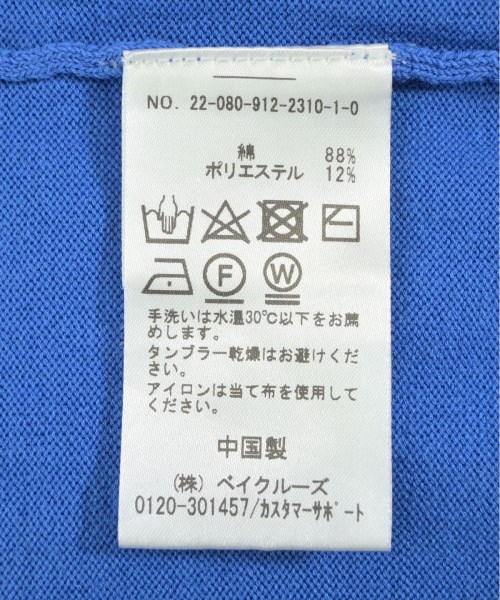 NO. 22-080-912-2310-1-0
綿 88%
ポリエステル 12%
F W
手洗いは水温30℃以下をお薦
めします。
タンブラー乾燥はお避けくだ
さい。
アイロンは当て布を使用して
ください。
中国製
(株) ベイクルーズ
0120-301457/カスタマーサポート